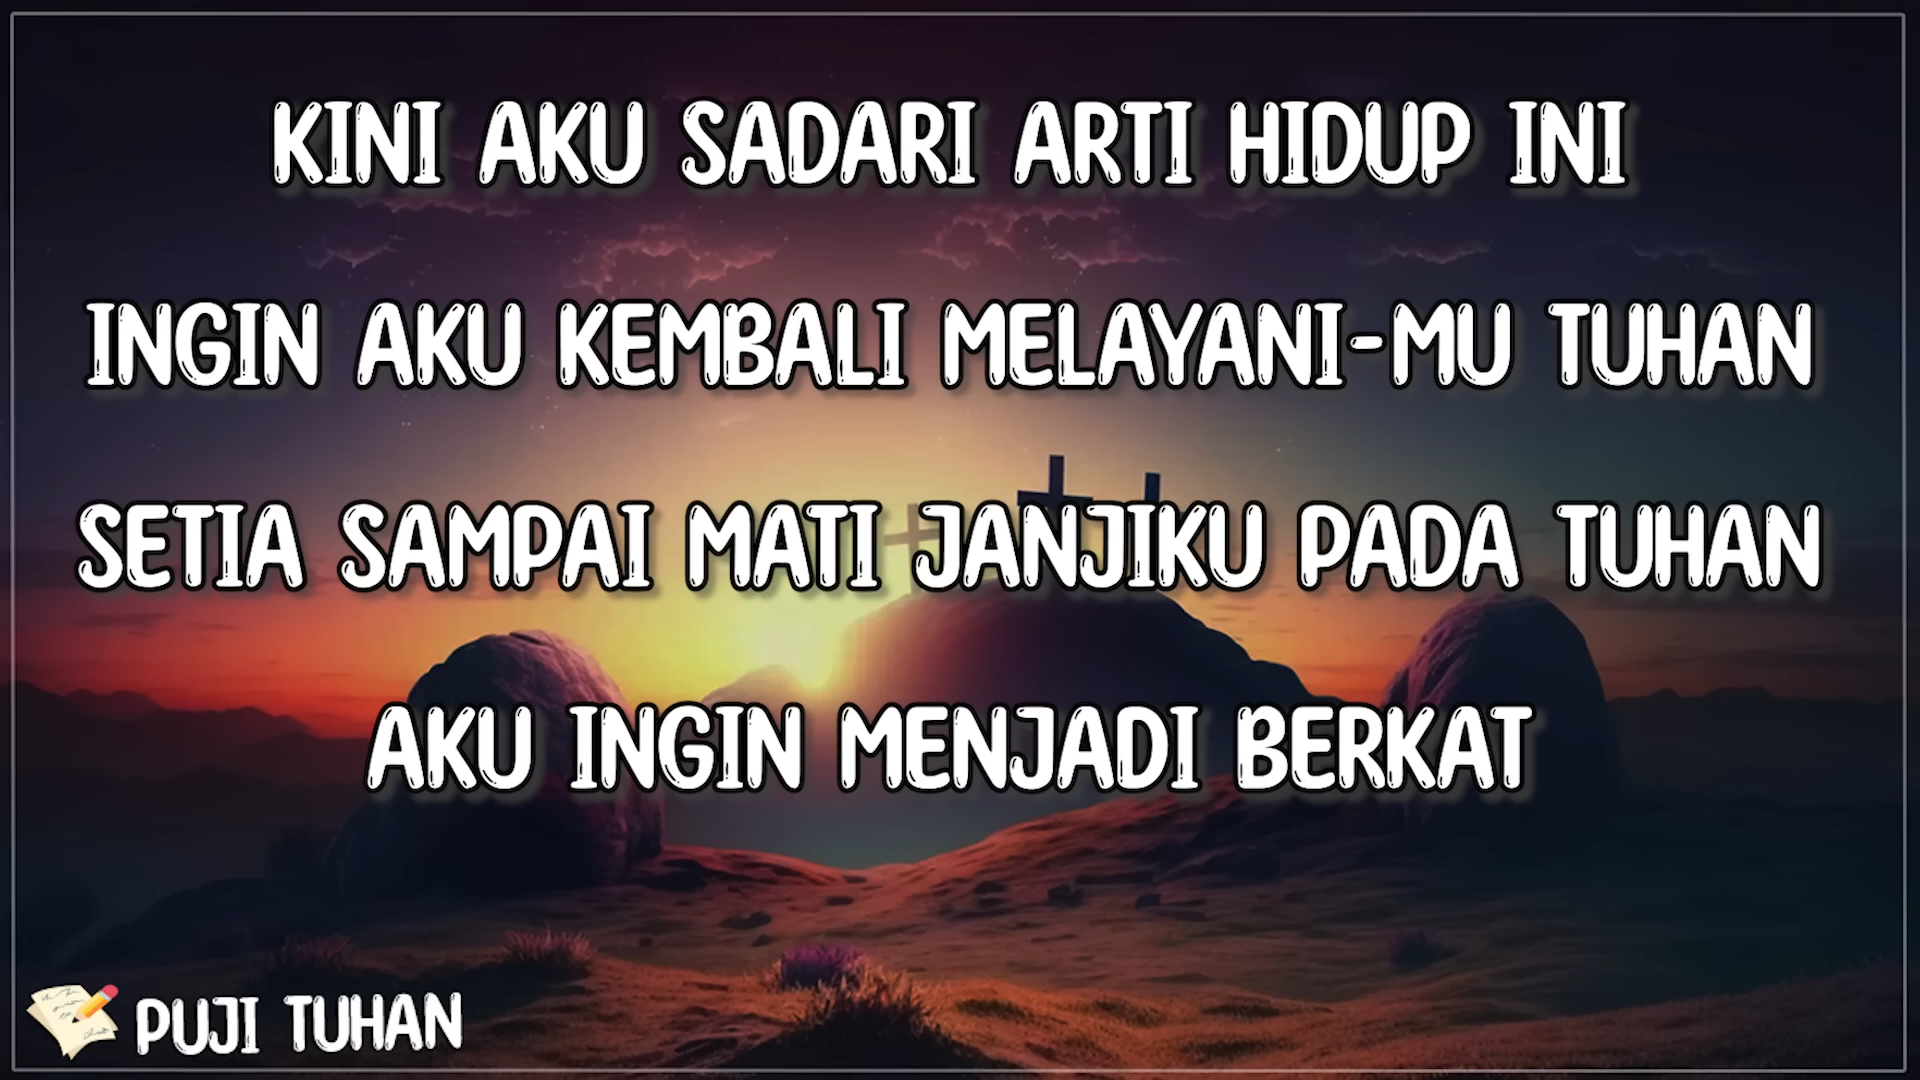 KINI AKU SADARI ARTI HIDUP INI
INGIN AKU KEMBALI MELAYANI-MU TUHAN
SETIA SAMPAI MATI JANJIKU PADA TUHAN
AKU INGIN MENJADI BERKAT
PUJI TUHAN